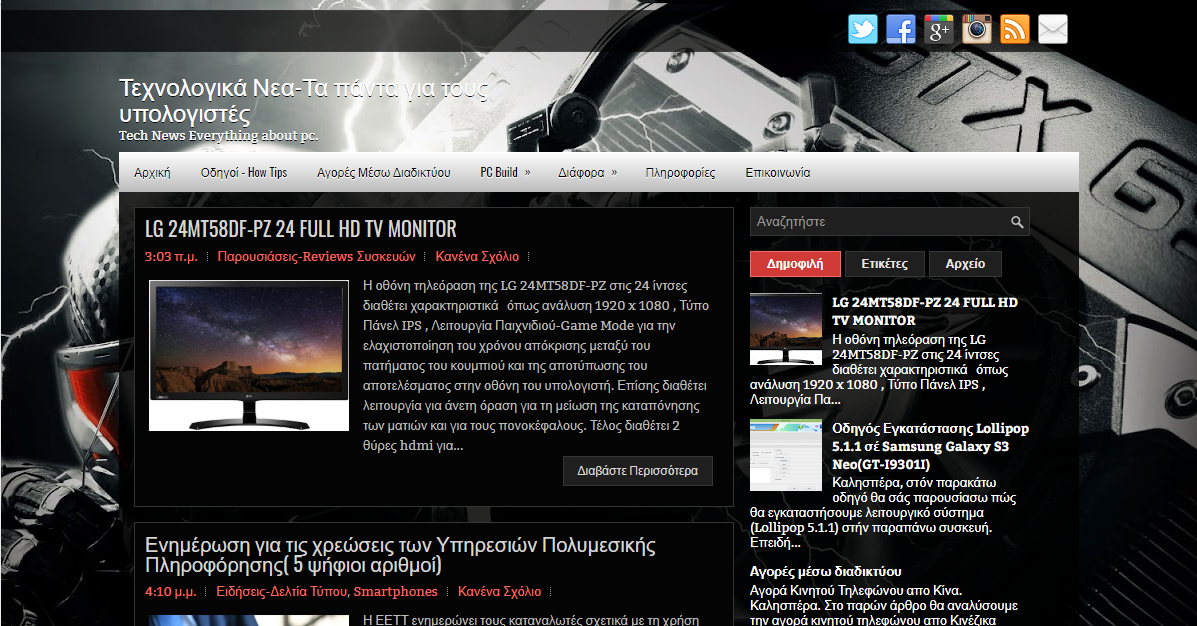 g+
Τεχνολογικά Νεα-Τα πάντα για τους
υπολογιστές
Tech News Everything about pc.
GTX
Αρχική Οδηγοί - How Tips Αγορές Μέσω Διαδικτύου PC Build » Διάφορα » Πληροφορίες Επικοινωνία
LG 24MT58DF-PZ 24 FULL HD TV MONITOR
3:03 π.μ. Παρουσιάσεις-Reviews Συσκευών Κανένα Σχόλιο
Η οθόνη τηλεόραση της LG 24MT58DF-PZ στις 24 ίντσες
διαθέτει χαρακτηριστικά όπως ανάλυση 1920 x 1080 , Τύπο
Πάνελ IPS , Λειτουργία Παιχνιδιού-Game Mode για την
ελαχιστοποίηση του χρόνου απόκρισης μεταξύ του
πατήματος του κουμπιού και της αποτύπωσης του
αποτελέσματος στην οθόνη του υπολογιστή. Επίσης διαθέτει
λειτουργία για άνετη όραση για τη μείωση της καταπόνησης
των ματιών και για τους πονοκέφαλους. Τέλος διαθέτει 2
θύρες hdmi για...
Διαβάστε Περισσότερα
Ενημέρωση για τις χρεώσεις των Υπηρεσιών Πολυμεσικής
Πληροφόρησης( 5 ψήφιοι αριθμοί)
4:10 μ.μ. Ειδήσεις-Δελτία Τύπου, Smartphones Κανένα Σχόλιο
Η ΕΕΤΤ ενημερώνει τους καταναλωτές σχετικά με τη χρήση
Αναζητήστε
Δημοφιλή Ετικέτες Αρχείο
LG 24MT58DF-PZ 24 FULL HD
TV MONITOR
Η οθόνη τηλεόραση της LG
24MT58DF-PZ στις 24 ίντσες
διαθέτει χαρακτηριστικά όπως
ανάλυση 1920 x 1080 , Τύπο Πάνελ IPS ,
Λειτουργία Πα...
Οδηγός Εγκατάστασης Lollipop
5.1.1 σέ Samsung Galaxy S3
Neo(GT-I9301I)
Καλησπέρα, στόν παρακάτω
οδηγό θα σάς παρουσίασω πώς
θα εγκαταστήσουμε λειτουργικό σύστημα
(Lollipop 5.1.1) στήν παραπάνω συσκευή.
Επειδή...
Αγορές μέσω διαδικτύου
Αγορά Κινητού Τηλεφώνου απο Κίνα.
Καλησπέρα. Στο παρών άρθρο θα αναλύσουμε
την αγορά κινητού τηλεφώνου απο Κινέζικα